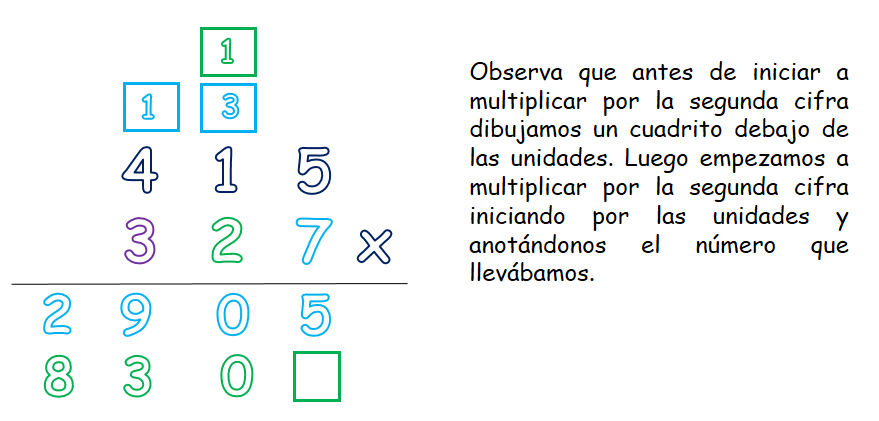 1
1 3
4 1 5
3 2 7 x
2 9 0 5
8 3 0
Observa que antes de iniciar a
multiplicar por la segunda cifra
dibujamos un cuadrito debajo de
las unidades. Luego empezamos a
multiplicar por la segunda cifra
iniciando por las unidades y
anotándonos el número que
llevábamos.